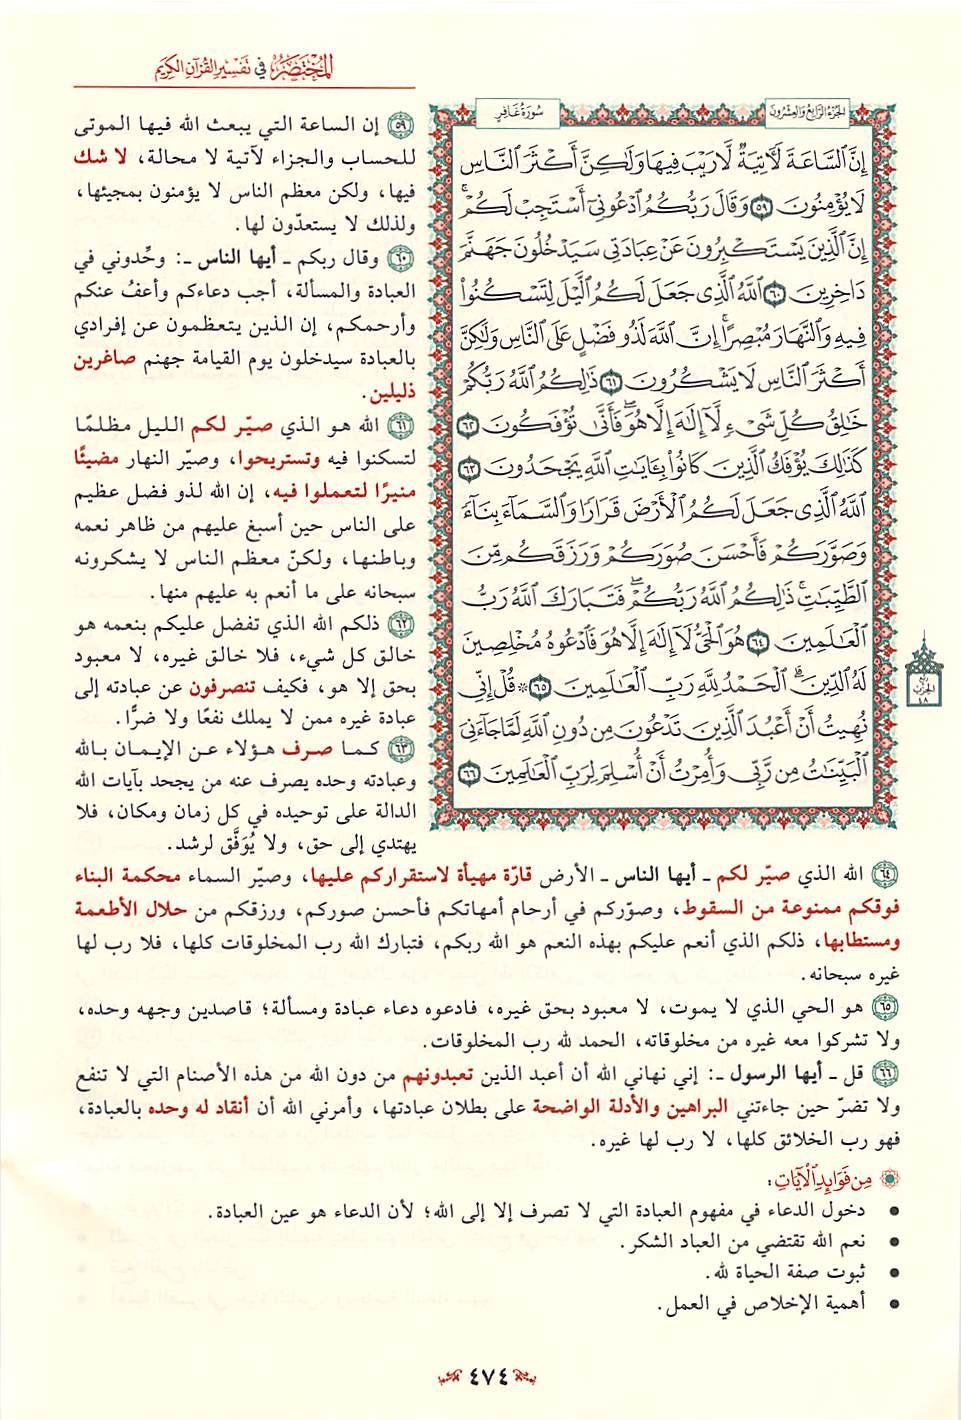 المختصر في تفسير القرآن الكريم
الجزء الرابع والعشرون
سورة غافر
إِنَّ ٱلسَّاعَةَ لَأٓتِيَةٌ لَّا رَيْبَ فِيهَا وَلَٰكِنَّ أَكْثَرَ ٱلنَّاسِ
لَا يُؤْمِنُونَ ٥٩ وَقَالَ رَبُّكُمُ ٱدْعُونِىٓ أَسْتَجِبْ لَكُمْ ۚ
إِنَّ ٱلَّذِينَ يَسْتَكْبِرُونَ عَنْ عِبَادَتِى سَيَدْخُلُونَ جَهَنَّمَ
دَاخِرِينَ ٦٠ ٱللَّهُ ٱلَّذِى جَعَلَ لَكُمُ ٱلَّيْلَ لِتَسْكُنُوا۟
فِيهِ وَٱلنَّهَارَ مُبْصِرًا ۚ إِنَّ ٱللَّهَ لَذُو فَضْلٍ عَلَى ٱلنَّاسِ وَلَٰكِنَّ
أَكْثَرَ ٱلنَّاسِ لَا يَشْكُرُونَ ٦١ ذَٰلِكُمُ ٱللَّهُ رَبُّكُمْ
خَٰلِقُ كُلِّ شَىْءٍ لَّآ إِلَٰهَ إِلَّا هُوَ ۖ فَأَنَّىٰ تُؤْفَكُونَ ٦٢
كَذَٰلِكَ يُؤْفَكُ ٱلَّذِينَ كَانُوا۟ بِـَٔايَٰتِ ٱللَّهِ يَجْحَدُونَ ٦٣
ٱللَّهُ ٱلَّذِى جَعَلَ لَكُمُ ٱلْأَرْضَ قَرَارًا وَٱلسَّمَآءَ بِنَآءً
وَصَوَّرَكُمْ فَأَحْسَنَ صُوَرَكُمْ وَرَزَقَكُم مِّنَ
ٱلطَّيِّبَٰتِ ۚ ذَٰلِكُمُ ٱللَّهُ رَبُّكُمْ ۖ فَتَبَارَكَ ٱللَّهُ رَبُّ
ٱلْعَٰلَمِينَ ٦٤ هُوَ ٱلْحَىُّ لَآ إِلَٰهَ إِلَّا هُوَ فَٱدْعُوهُ مُخْلِصِينَ
لَهُ ٱلدِّينَ ۗ ٱلْحَمْدُ لِلَّهِ رَبِّ ٱلْعَٰلَمِينَ ٦٥ ۞ قُلْ إِنِّى
نُهِيتُ أَنْ أَعْبُدَ ٱلَّذِينَ تَدْعُونَ مِن دُونِ ٱللَّهِ لَمَّا جَآءَنِىَ
ٱلْبَيِّنَٰتُ مِن رَّبِّى وَأُمِرْتُ أَنْ أُسْلِمَ لِرَبِّ ٱلْعَٰلَمِينَ ٦٦
ربع
الحزب
٤٨
٥٩ إن الساعة التي يبعث الله فيها الموتى
للحساب والجزاء لآتية لا محالة، لا شك
فيها، ولكن معظم الناس لا يؤمنون بمجيئها،
ولذلك لا يستعدّون لها.
٦٠ وقال ربكم ـ أيها الناس ـ: وحِّدوني في
العبادة والمسألة، أجب دعاءكم وأعفُ عنكم
وأرحمكم، إن الذين يتعظمون عن إفرادي
بالعبادة سيدخلون يوم القيامة جهنم صاغرين
ذليلين.
٦١ الله هو الذي صيّر لكم الليل مظلمًا
لتسكنوا فيه وتستريحوا، وصيّر النهار مضيئًا
منيرًا لتعملوا فيه، إن الله لذو فضل عظيم
على الناس حين أسبغ عليهم من ظاهر نعمه
وباطنها، ولكنّ معظم الناس لا يشكرونه
سبحانه على ما أنعم به عليهم منها.
٦٢ ذلكم الله الذي تفضل عليكم بنعمه هو
خالق كل شيء، فلا خالق غيره، لا معبود
بحق إلا هو، فكيف تنصرفون عن عبادته إلى
عبادة غيره ممن لا يملك نفعًا ولا ضرًّا.
٦٣ كما صرف هؤلاء عن الإيمان بالله
وعبادته وحده يصرف عنه من يجحد بآيات الله
الدالة على توحيده في كل زمان ومكان، فلا
يهتدي إلى حق، ولا يُوَفَّق لرشد.
٦٤ الله الذي صيّر لكم ـ أيها الناس ـ الأرض قارّة مهيأة لاستقراركم عليها، وصيّر السماء محكمة البناء
فوقكم ممنوعة من السقوط، وصوّركم في أرحام أمهاتكم فأحسن صوركم، ورزقكم من حلال الأطعمة
ومستطابها، ذلكم الذي أنعم عليكم بهذه النعم هو الله ربكم، فتبارك الله رب المخلوقات كلها، فلا رب لها
غيره سبحانه.
٦٥ هو الحي الذي لا يموت، لا معبود بحق غيره، فادعوه دعاء عبادة ومسألة؛ قاصدين وجهه وحده،
ولا تشركوا معه غيره من مخلوقاته، الحمد لله رب المخلوقات.
٦٦ قل ـ أيها الرسول ـ: إني نهاني الله أن أعبد الذين تعبدونهم من دون الله من هذه الأصنام التي لا تنفع
ولا تضرّ حين جاءتني البراهين والأدلة الواضحة على بطلان عبادتها، وأمرني الله أن أنقاد له وحده بالعبادة،
فهو رب الخلائق كلها، لا رب لها غيره.
من فوائد الآيات:
• دخول الدعاء في مفهوم العبادة التي لا تصرف إلا إلى الله؛ لأن الدعاء هو عين العبادة.
• نعم الله تقتضي من العباد الشكر.
• ثبوت صفة الحياة لله.
• أهمية الإخلاص في العمل.
٤٧٤